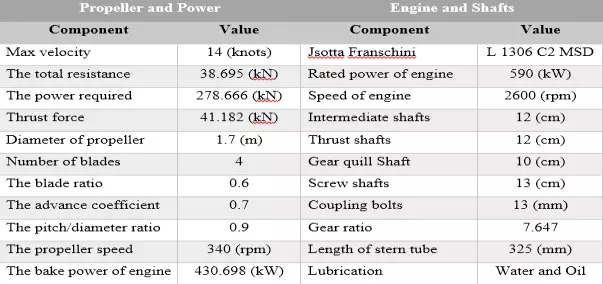 Propeller and Power Engine and Shafts
Component Value Component Value
Max velocity 14 (knots) Jsotta Franschini L 1306 C2 MSD
The total resistance 38.695 (kN) Rated power of engine 590 (kW)
The power required 278.666 (kN) Speed of engine 2600 (rpm)
Thrust force 41.182 (kN) Intermediate shafts 12 (cm)
Diameter of propeller 1.7 (m) Thrust shafts 12 (cm)
Number of blades 4 Gear quill Shaft 10 (cm)
The blade ratio 0.6 Screw shafts 13 (cm)
The advance coefficient 0.7 Coupling bolts 13 (mm)
The pitch/diameter ratio 0.9 Gear ratio 7.647
The propeller speed 340 (rpm) Length of stern tube 325 (mm)
The bake power of engine 430.698 (kW) Lubrication Water and Oil